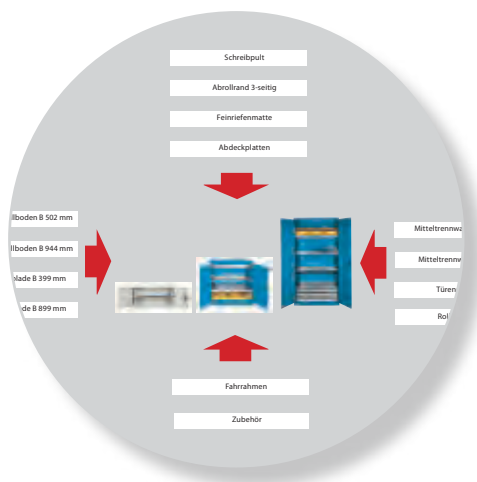 Schreibpult
Abrollrand 3-seitig
Feinriefenmatte
Abdeckplatten
llboden B 502 mm
llboden B 944 mm
lade B 399 mm
de B 899 mm
Mitteltrennwa
Mitteltrennw
Türen
Rol
Fahrrahmen
Zubehör